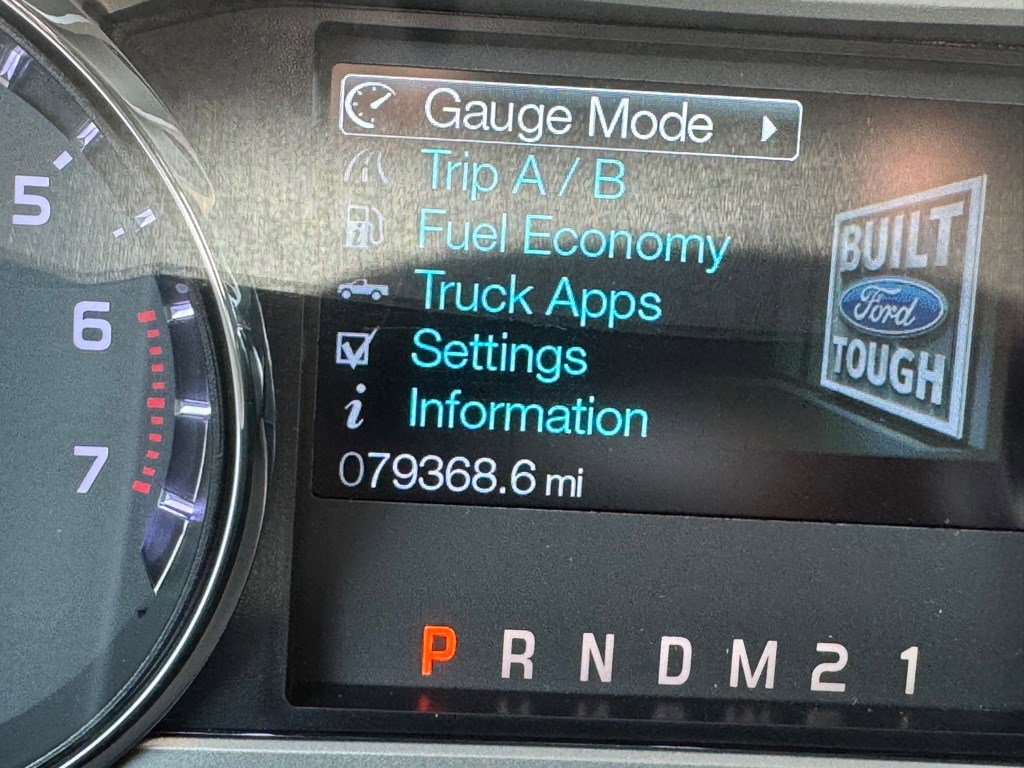 5
6
7
Gauge Mode
Trip A / B
Fuel Economy
Truck Apps
Settings
Information
079368.6 mi
BUILT
Ford
TOUGH
P R N D M 2 1